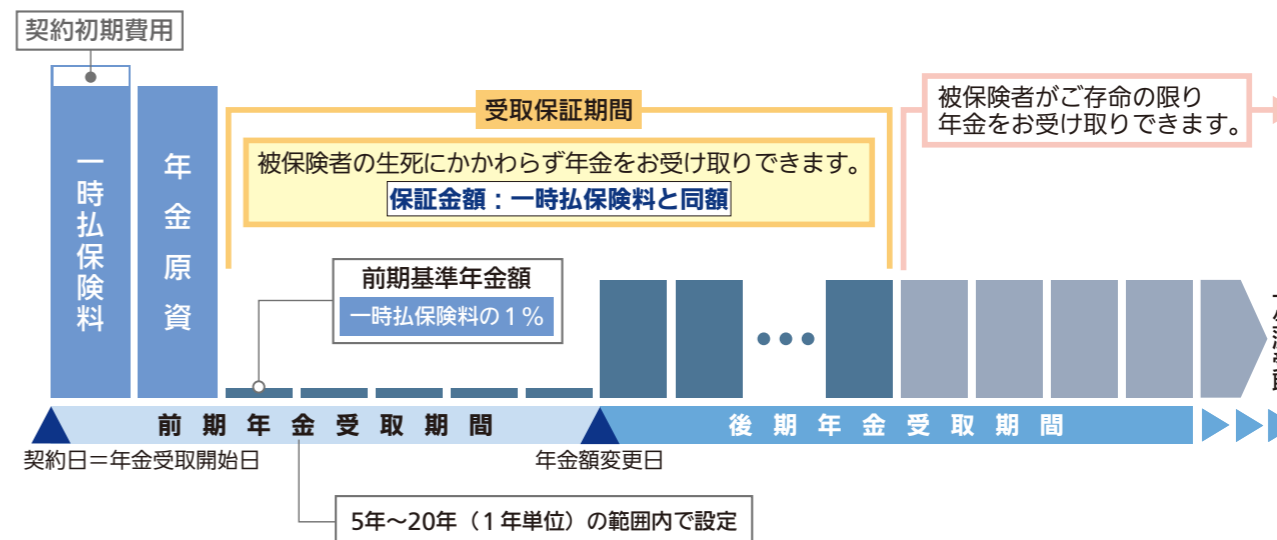 契約初期費用
一時払保険料
年金原資
受取保証期間
被保険者の生死にかかわらず年金をお受け取りできます。
保証金額：一時払保険料と同額
被保険者がご存命の限り
年金をお受け取りできます。
前期基準年金額
一時払保険料の１％
前期年金受取期間
後期年金受取期間
契約日＝年金受取開始日
年金額変更日
5年～20年（１年単位）の範囲内で設定